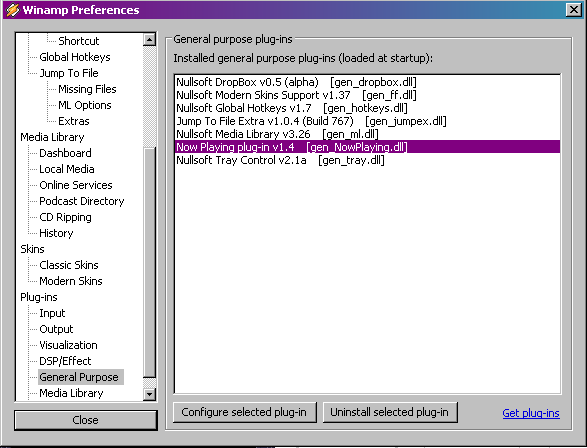 Winamp Preferences
Shortcut
Global Hotkeys
Jump To File
Missing Files
ML Options
Extras
Media Library
Dashboard
Local Media
Online Services
Podcast Directory
CD Ripping
History
Skins
Classic Skins
Modern Skins
Plug-ins
Input
Output
Visualization
DSP/Effect
General Purpose
Media Library
Close
General purpose plug-ins
Installed general purpose plug-ins (loaded at startup):
Nullsoft DropBox v0.5 (alpha) [gen_dropbox.dll]
Nullsoft Modern Skins Support v1.37 [gen_ff.dll]
Nullsoft Global Hotkeys v1.7 [gen_hotkeys.dll]
Jump To File Extra v1.0.4 (Build 767) [gen_jumpex.dll]
Nullsoft Media Library v3.26 [gen_ml.dll]
Now Playing plug-in v1.4 [gen_NowPlaying.dll]
Nullsoft Tray Control v2.1a [gen_tray.dll]
Configure selected plug-in
Uninstall selected plug-in
Get plug-ins